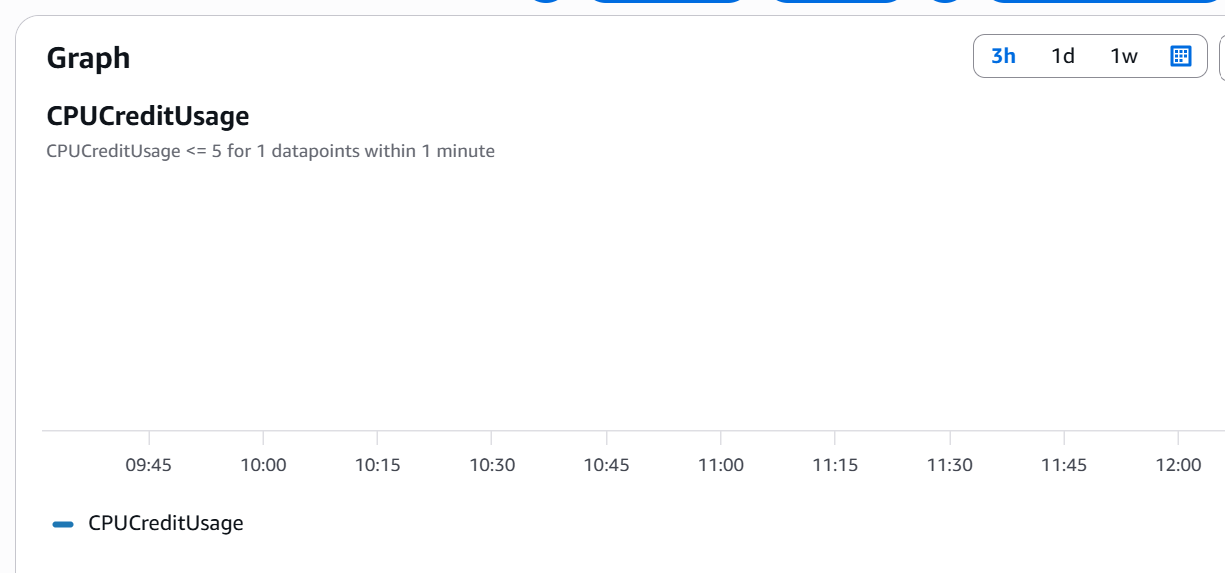 Graph
3h 1d 1w
CPUCreditUsage
CPUCreditUsage <= 5 for 1 datapoints within 1 minute
09:45 10:00 10:15 10:30 10:45 11:00 11:15 11:30 11:45 12:00
CPUCreditUsage